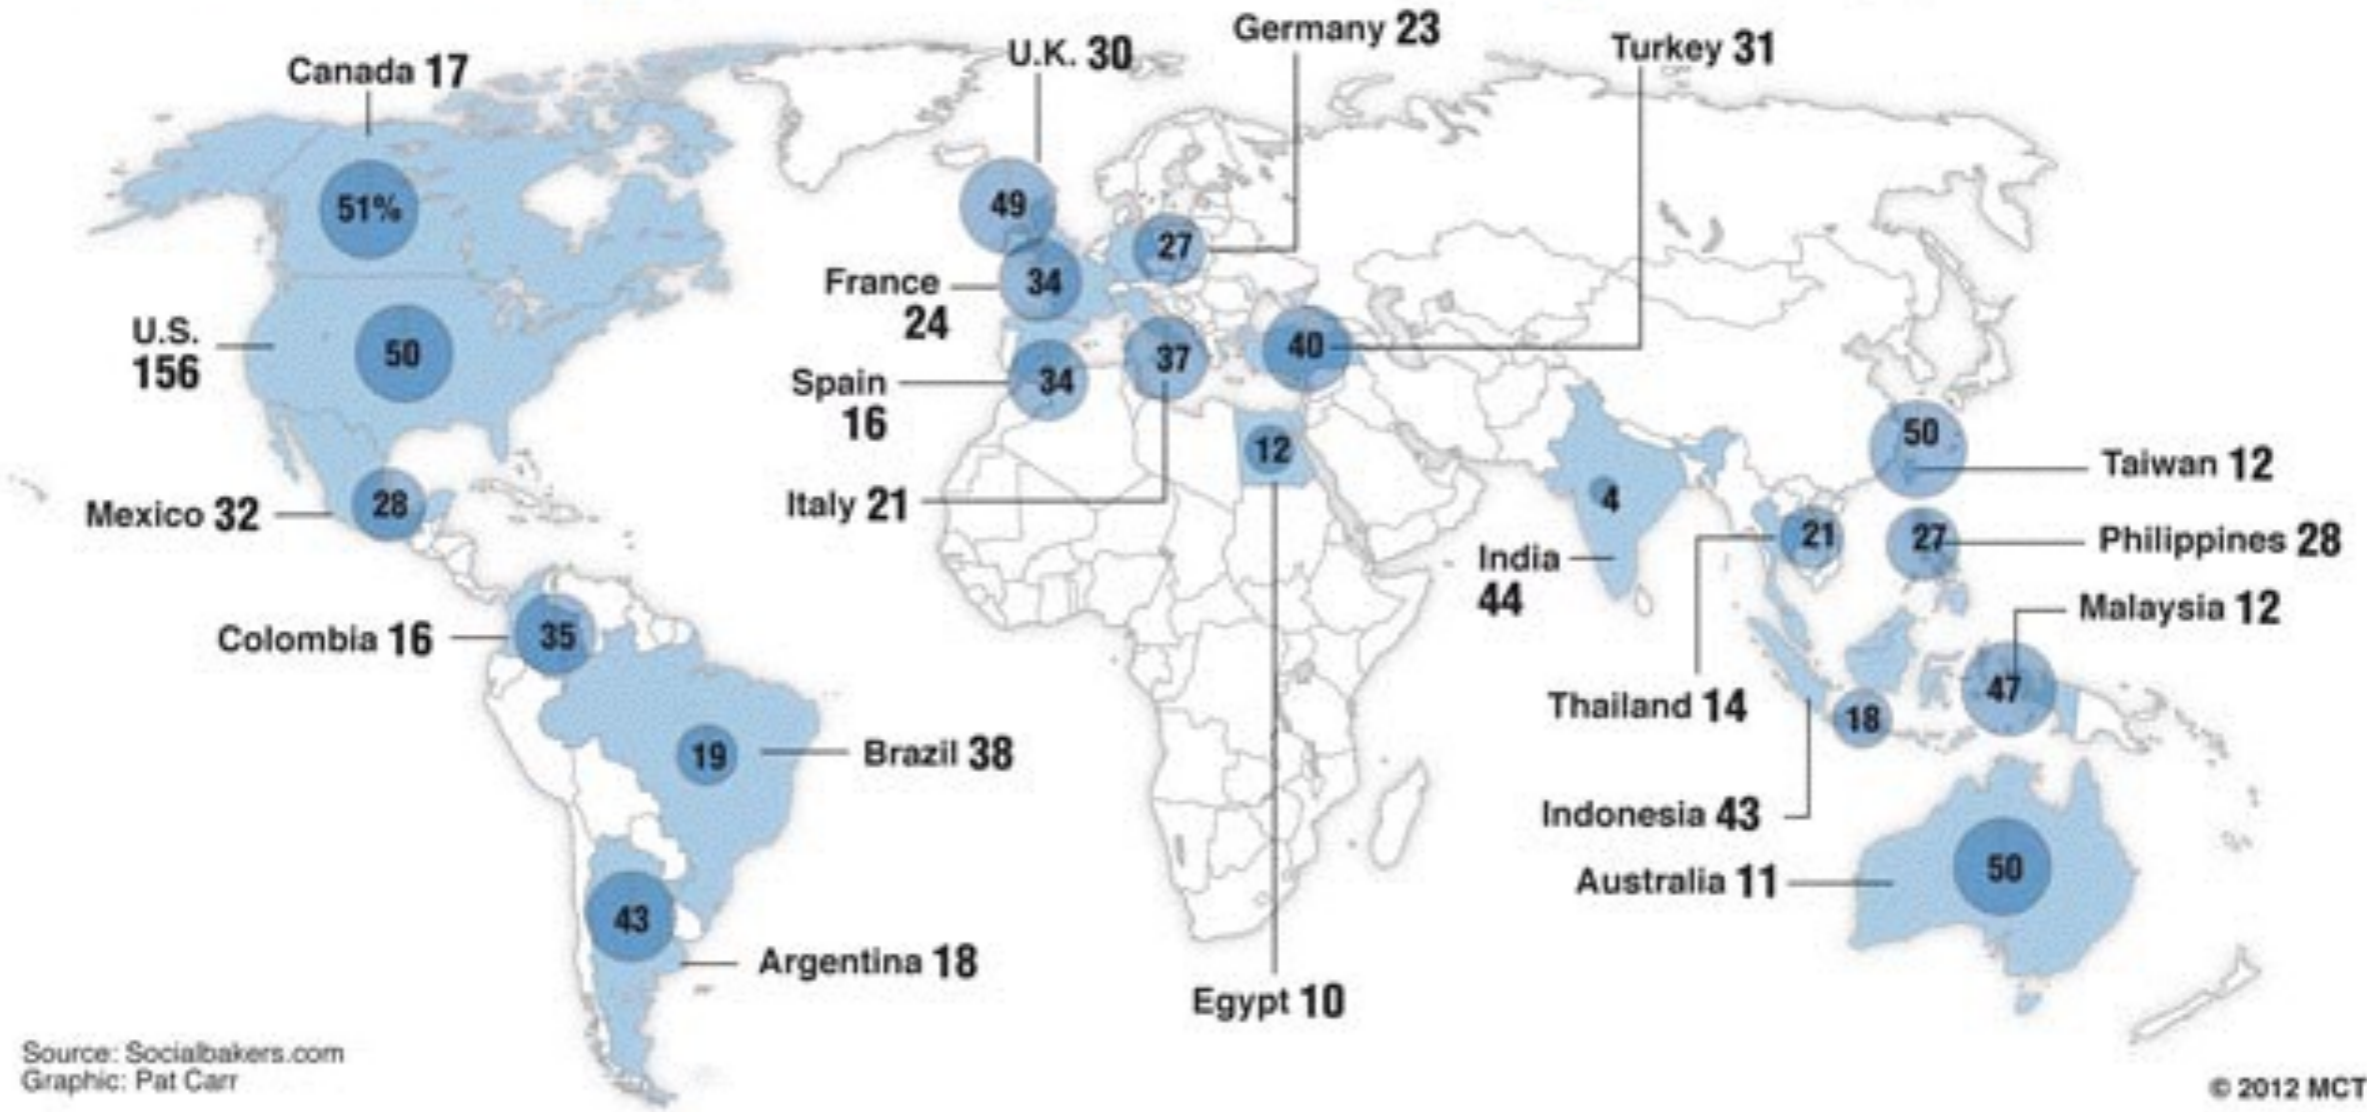 Germany 23
Canada 17
U.K. 30
Turkey 31
51%
49
27
France
24
34
U.S.
156
50
40
37
Spain
16
34
50
12
Taiwan 12
Mexico 32
28
Italy 21
4
21
27
Philippines 28
India
44
Malaysia 12
Colombia 16
35
47
Thailand 14
18
19
Brazil 38
Indonesia 43
Australia 11
50
43
Argentina 18
Egypt 10
Source: Socialbakers.com
Graphic: Pat Carr
© 2012 MCT